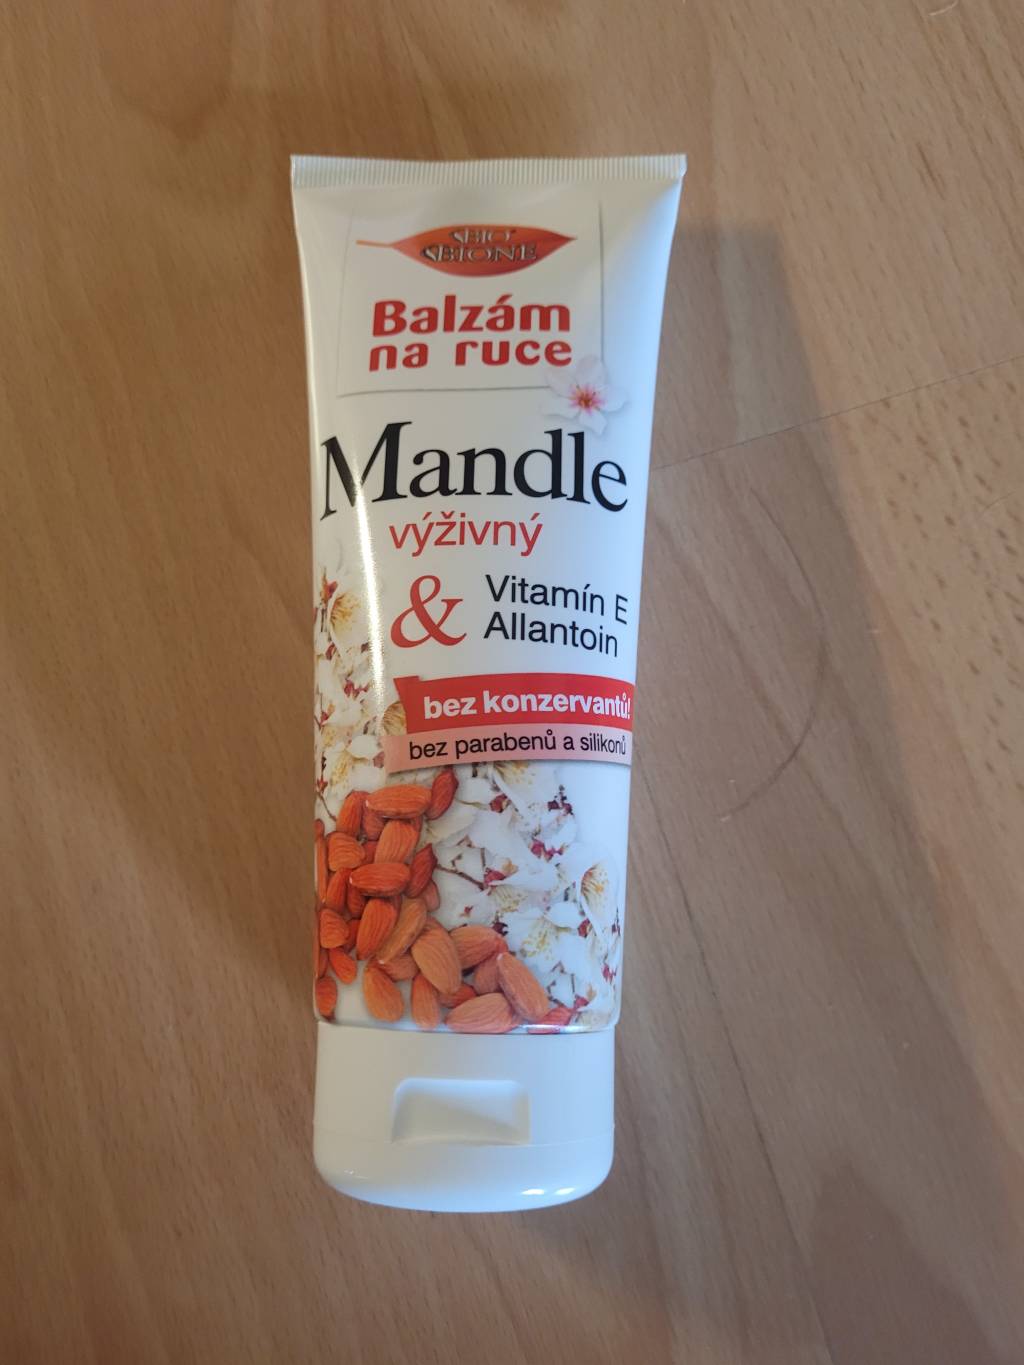 BIO
BIONE
Balzám
na ruce
Mandle
výživný
& Vitamín E
Allantoin
bez konzervantů!
bez parabenů a silikonů